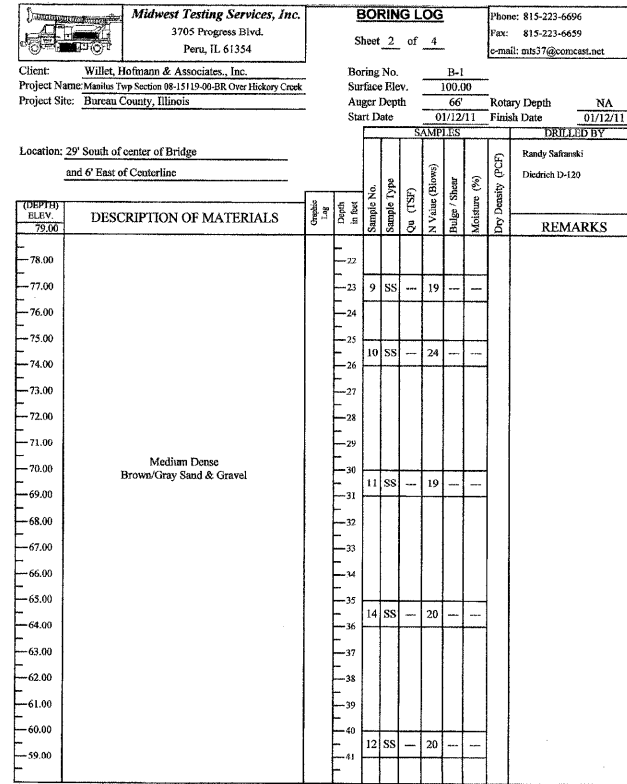 Midwest Testing Services, Inc.
3705 Progress Blvd.
Peru, IL 61354
BORING LOG
Sheet 2 of 4
Phone: 815-223-6696
Fax: 815-223-6659
e-mail: mts37@comcast.net
Client: Willet, Hofmann & Associates., Inc.
Project Name: Manilus Twp Section 08-15119-00-BR Over Hickory Creek
Project Site: Bureau County, Illinois
Boring No. B-1
Surface Elev. 100.00
Auger Depth 66' Rotary Depth NA
Start Date 01/12/11 Finish Date 01/12/11
Location: 29' South of center of Bridge
and 6' East of Centerline
SAMPLES
DRILLED BY
Randy Safranski
Diedrich D-120
(DEPTH)
ELEV.
79.00
DESCRIPTION OF MATERIALS
Graphic Log
Depth in feet
Sample No.
Sample Type
Qu (TSF)
N Value (Blows)
Bulge / Shear
Moisture (%)
Dry Density (PCF)
REMARKS
78.00 22
77.00 23 9 SS --- 19 --- ---
76.00 24
75.00 25
74.00 26 10 SS --- 24 --- ---
73.00 27
72.00 28
71.00 29
Medium Dense
Brown/Gray Sand & Gravel
70.00 30
69.00 31 11 SS --- 19 --- ---
68.00 32
67.00 33
66.00 34
65.00 35
64.00 36 14 SS --- 20 --- ---
63.00 37
62.00 38
61.00 39
60.00 40
59.00 41 12 SS --- 20 --- ---